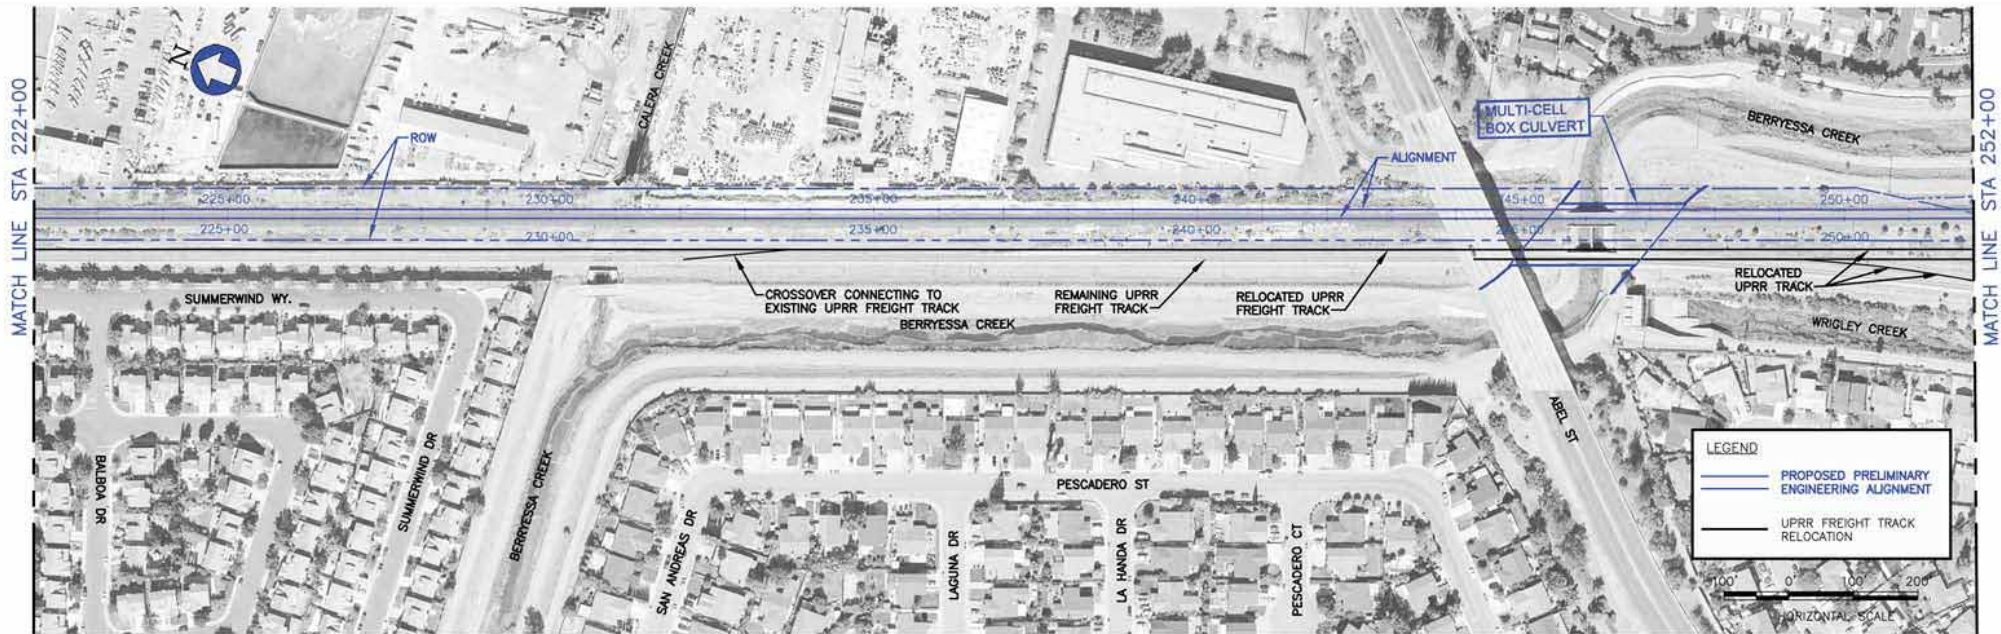 N
MATCH LINE STA 222+00
ROW
CALERA CREEK
MULTI-CELL
BOX CULVERT
BERRYESSA CREEK
ALIGNMENT
MATCH LINE STA 252+00
225+00
230+00
235+00
240+00
245+00
250+00
225+00
230+00
235+00
240+00
245+00
250+00
SUMMERWIND WY.
CROSSOVER CONNECTING TO
EXISTING UPRR FREIGHT TRACK
REMAINING UPRR
FREIGHT TRACK
RELOCATED UPRR
FREIGHT TRACK
RELOCATED
UPRR TRACK
BERRYESSA CREEK
WRIGLEY CREEK
BALBOA DR
SUMMERWIND DR
BERRYESSA CREEK
SAN ANDREAS DR
PESCADERO ST
LAGUNA DR
LA HANDA DR
PESCADERO CT
ABEL ST
LEGEND
PROPOSED PRELIMINARY
ENGINEERING ALIGNMENT
UPRR FREIGHT TRACK
RELOCATION
100' 0' 100' 200'
HORIZONTAL SCALE